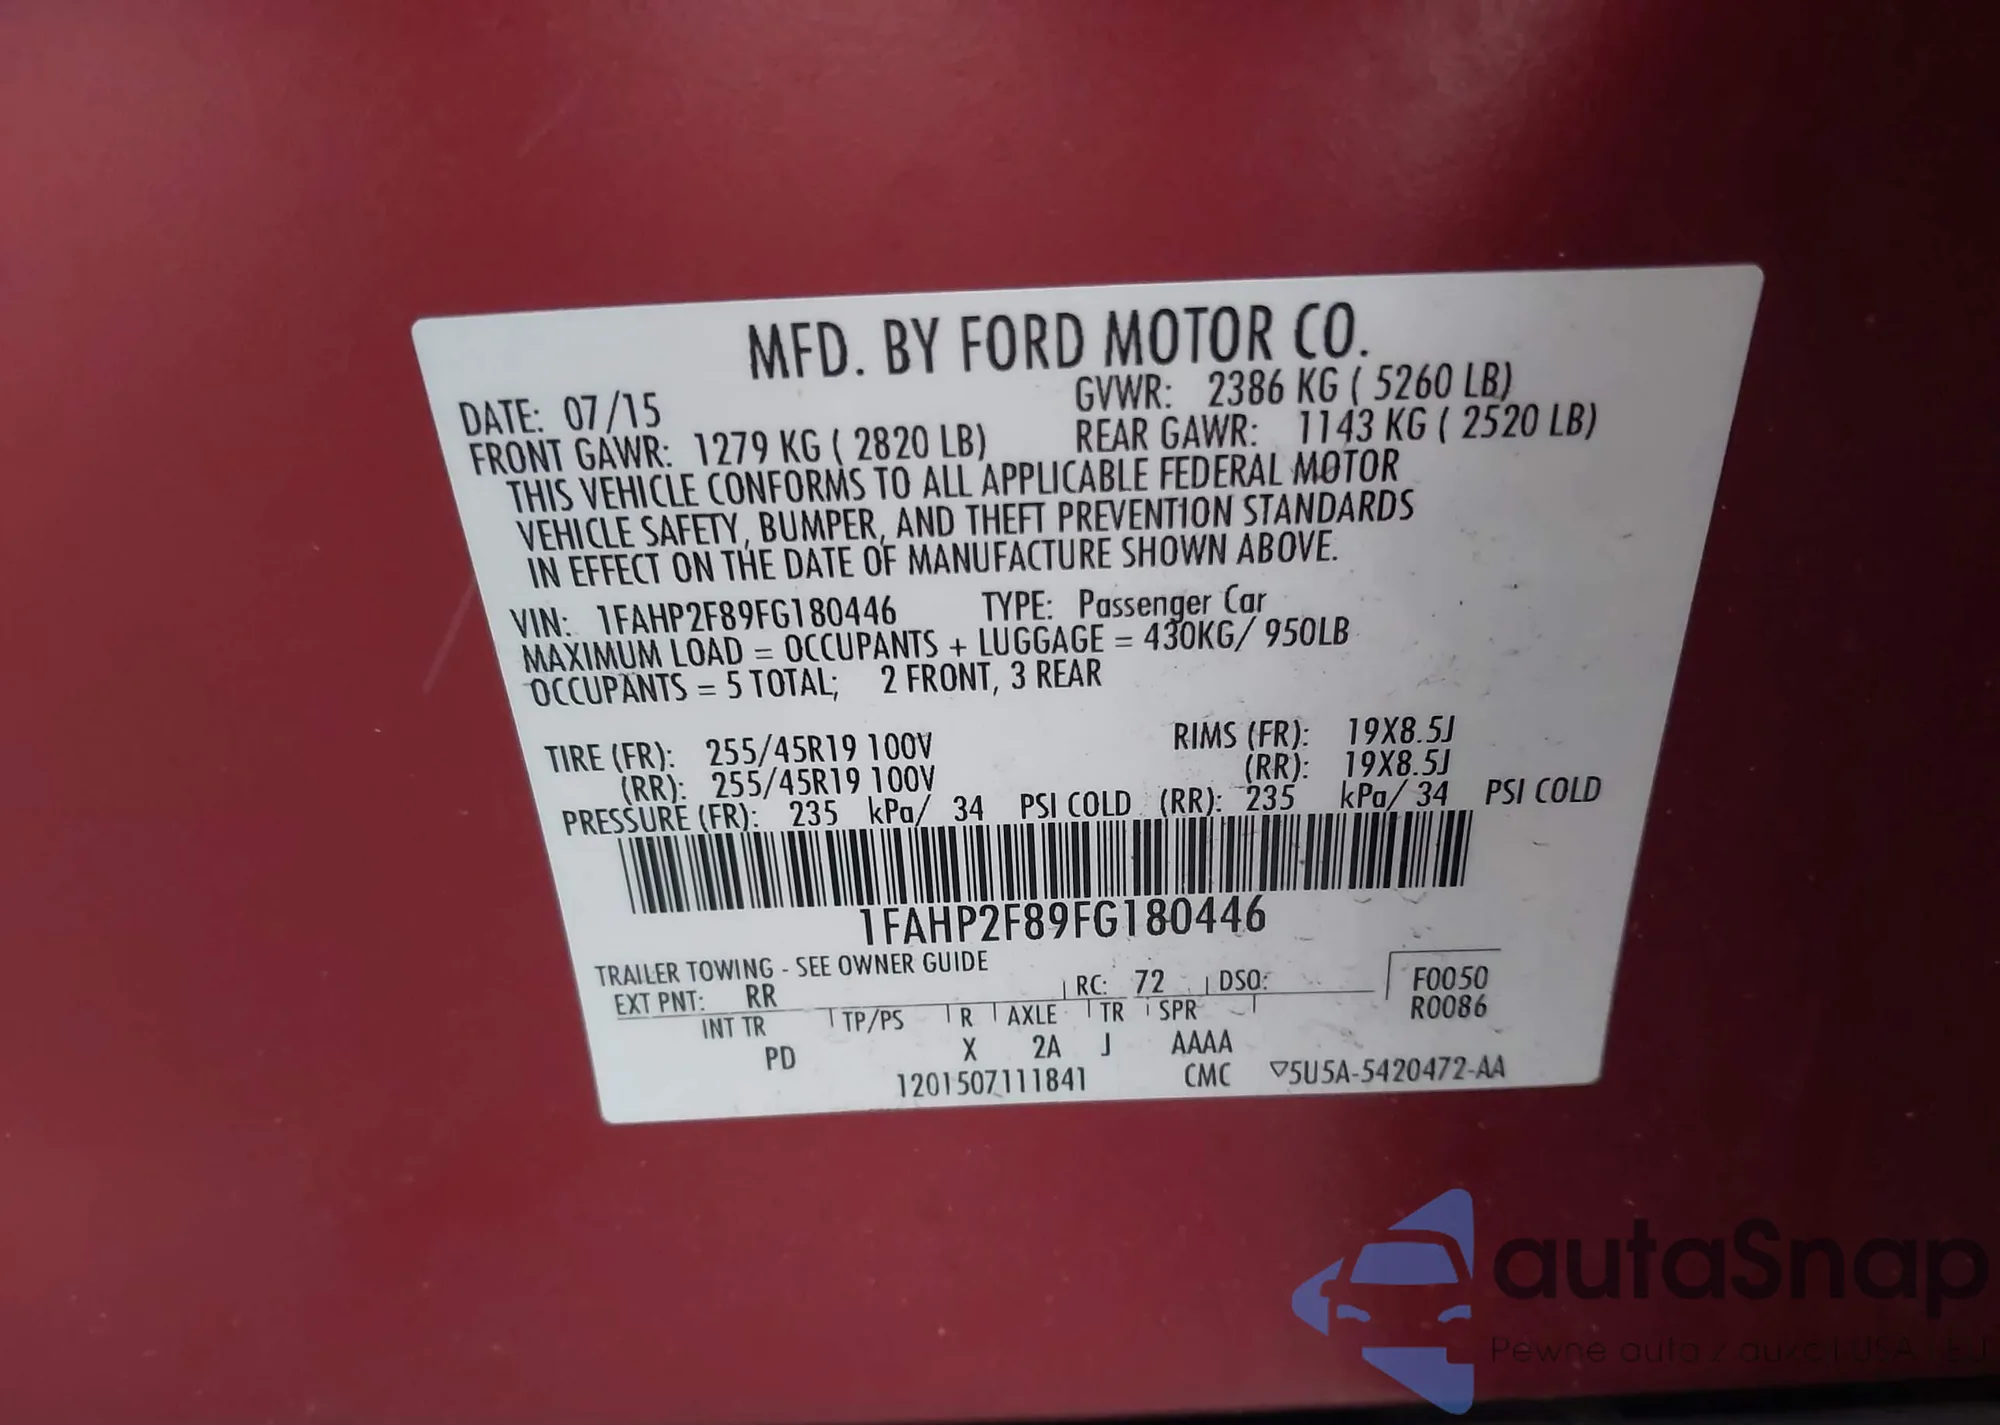 MFD. BY FORD MOTOR CO.
DATE: 07/15 GVWR: 2386 KG ( 5260 LB)
FRONT GAWR: 1279 KG ( 2820 LB) REAR GAWR: 1143 KG ( 2520 LB)
THIS VEHICLE CONFORMS TO ALL APPLICABLE FEDERAL MOTOR
VEHICLE SAFETY, BUMPER, AND THEFT PREVENTION STANDARDS
IN EFFECT ON THE DATE OF MANUFACTURE SHOWN ABOVE.
VIN: 1FAHP2F89FG180446 TYPE: Passenger Car
MAXIMUM LOAD = OCCUPANTS + LUGGAGE = 430KG/ 950LB
OCCUPANTS = 5 TOTAL; 2 FRONT, 3 REAR
TIRE (FR): 255/45R19 100V RIMS (FR): 19X8.5J
(RR): 255/45R19 100V (RR): 19X8.5J
PRESSURE (FR): 235 kPa/ 34 PSI COLD (RR): 235 kPa/ 34 PSI COLD
1FAHP2F89FG180446
TRAILER TOWING - SEE OWNER GUIDE
EXT PNT: RR RC: 72 DSO: F0050
INT TR TP/PS R AXLE TR SPR R0086
PD X 2A J AAAA
1201507111841 CMC ▽5U5A-5420472-AA
autaSnap
Pewne auta z aukcji USA i EU